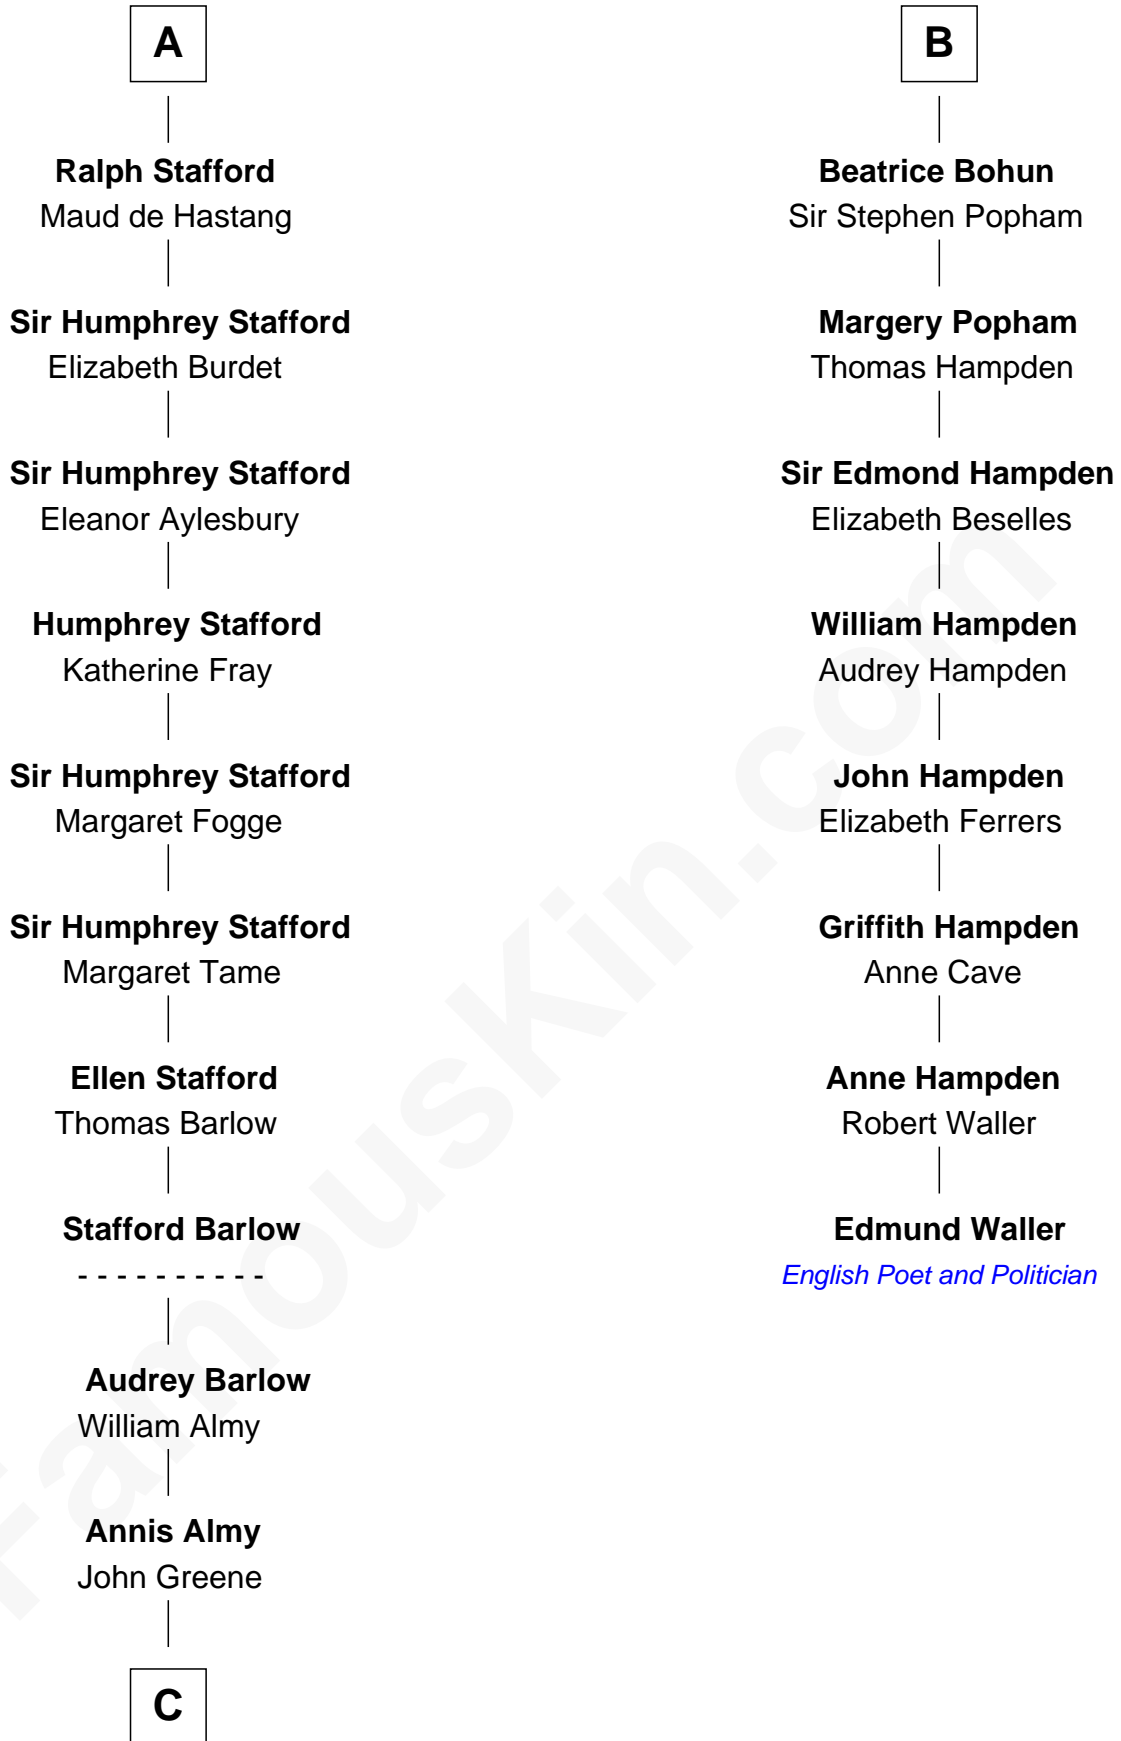 A
Ralph Stafford
Maud de Hastang
Sir Humphrey Stafford
Elizabeth Burdet
Sir Humphrey Stafford
Eleanor Aylesbury
Humphrey Stafford
Katherine Fray
Sir Humphrey Stafford
Margaret Fogge
Sir Humphrey Stafford
Margaret Tame
Ellen Stafford
Thomas Barlow
Stafford Barlow
- - - - - - - - - -
Audrey Barlow
William Almy
Annis Almy
John Greene
C
B
Beatrice Bohun
Sir Stephen Popham
Margery Popham
Thomas Hampden
Sir Edmond Hampden
Elizabeth Beselles
William Hampden
Audrey Hampden
John Hampden
Elizabeth Ferrers
Griffith Hampden
Anne Cave
Anne Hampden
Robert Waller
Edmund Waller
English Poet and Politician
FamousKin.com